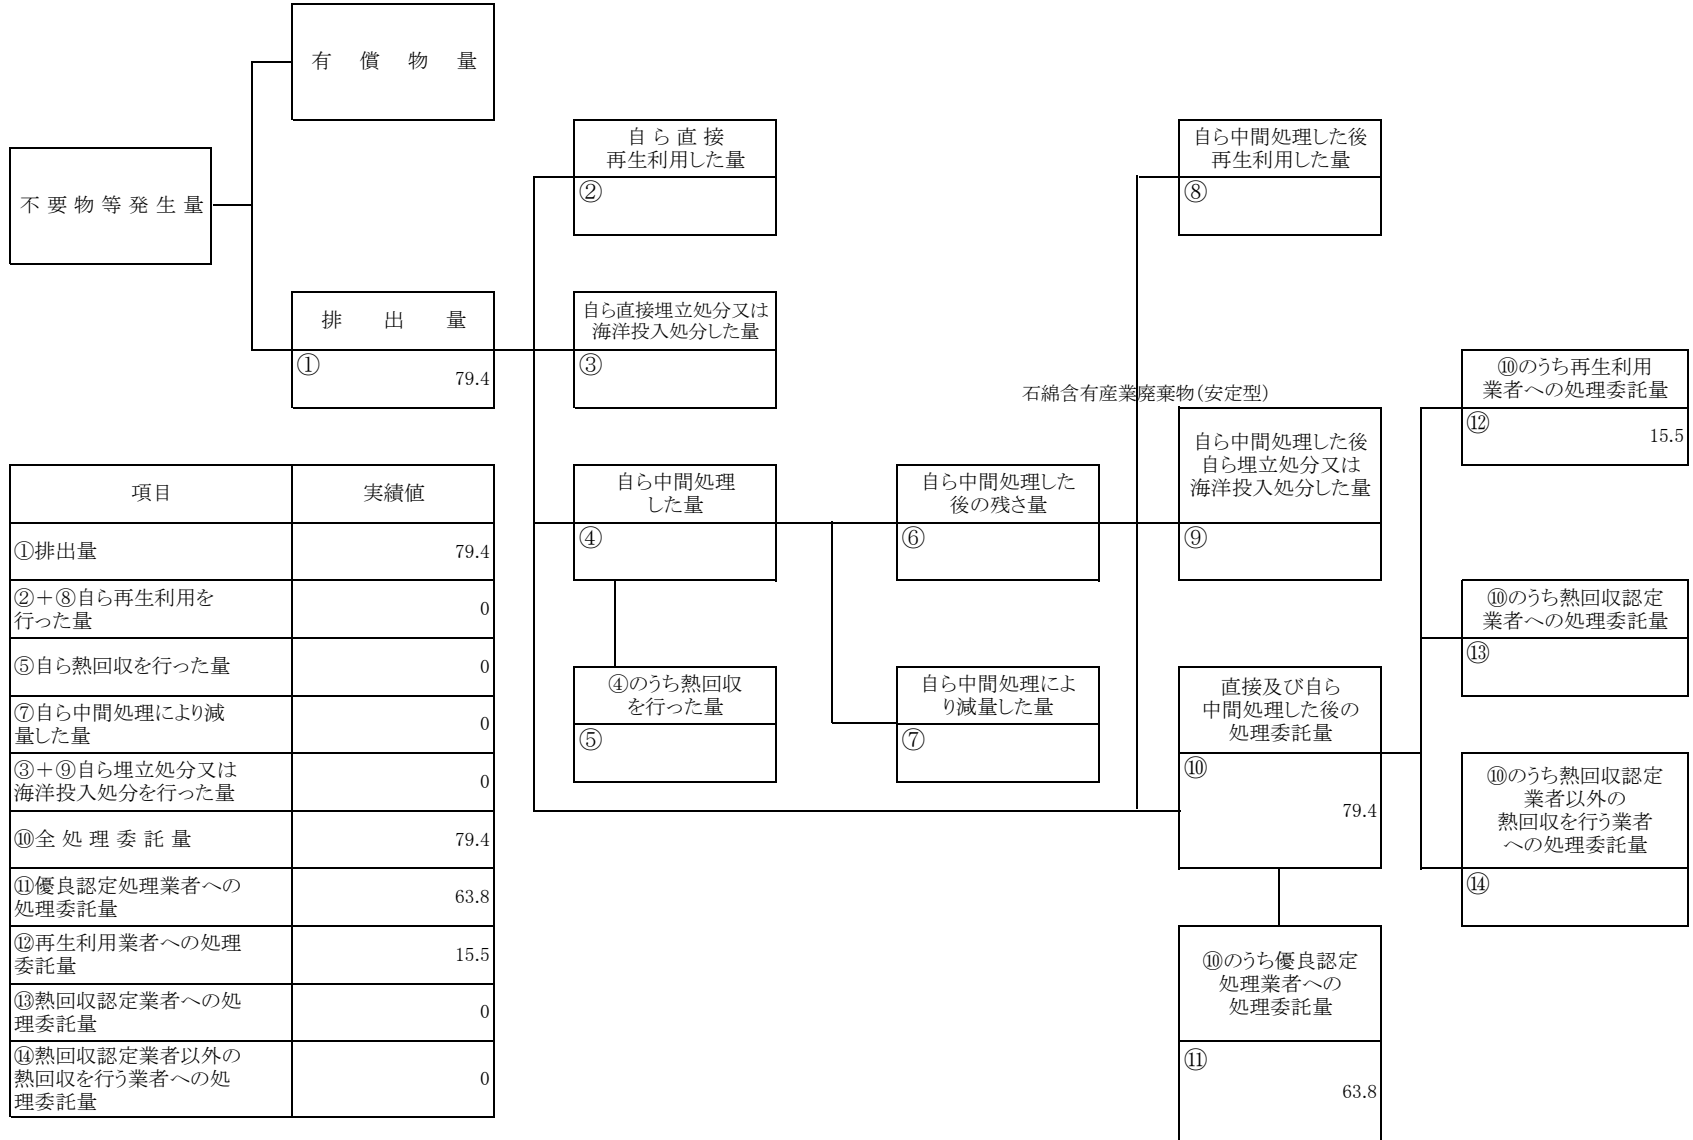 有 償 物 量
不要物等発生量
排 出 量
①
79.4
自ら直接
再生利用した量
②
自ら直接埋立処分又は
海洋投入処分した量
③
自ら中間処理
した量
④
④のうち熱回収
を行った量
⑤
自ら中間処理した
後の残さ量
⑥
自ら中間処理によ
り減量した量
⑦
自ら中間処理した後
再生利用した量
⑧
石綿含有産業廃棄物(安定型)
自ら中間処理した後
自ら埋立処分又は
海洋投入処分した量
⑨
直接及び自ら
中間処理した後の
処理委託量
⑩
79.4
⑩のうち優良認定
処理業者への
処理委託量
⑪
63.8
⑩のうち再生利用
業者への処理委託量
⑫
15.5
⑩のうち熱回収認定
業者への処理委託量
⑬
⑩のうち熱回収認定
業者以外の
熱回収を行う業者
への処理委託量
⑭
項目 実績値
①排出量 79.4
②+⑧自ら再生利用を
行った量 0
⑤自ら熱回収を行った量 0
⑦自ら中間処理により減
量した量 0
③+⑨自ら埋立処分又は
海洋投入処分を行った量 0
⑩全処理委託量 79.4
⑪優良認定処理業者への
処理委託量 63.8
⑫再生利用業者への処理
委託量 15.5
⑬熱回収認定業者への処
理委託量 0
⑭熱回収認定業者以外の
熱回収を行う業者への処
理委託量 0